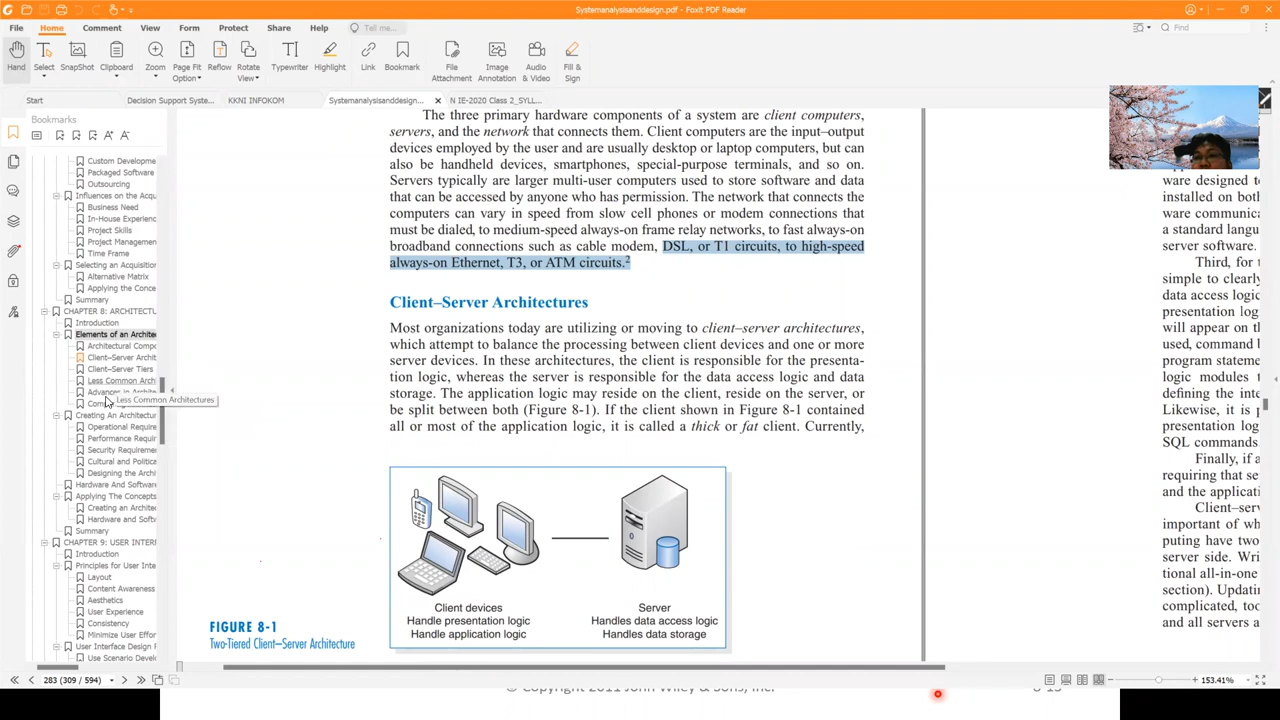 Systemanalysisanddesign.pdf - Foxit PDF Reader
File Home Comment View Form Protect Share Help Tell me... Find
Hand Select SnapShot Clipboard Zoom Page Fit Option Reflow Rotate View Typewriter Highlight Link Bookmark File Attachment Image Annotation Audio & Video Fill & Sign
Start Decision Support Syste... KKNI INFOKOM Systemanalysisanddesign... N IE-2020 Class 2_SYLL...
Bookmarks
Custom Developme
Packaged Software
Outsourcing
Influences on the Acqu
Business Need
In-House Experienc
Project Skills
Project Managemen
Time Frame
Selecting an Acquisition
Alternative Matrix
Applying the Conce
Summary
CHAPTER 8: ARCHITECTU
Introduction
Elements of an Archite
Architectural Compo
Client–Server Archit
Client–Server Tiers
Less Common Arch
Advances in Archite
Less Common Architectures
Creating An Architectur
Operational Require
Performance Requir
Security Requireme
Cultural and Politica
Designing the Archi
Hardware And Software
Applying The Concepts
Creating an Architec
Hardware and Softw
Summary
CHAPTER 9: USER INTERF
Introduction
Principles for User Inte
Layout
Content Awareness
Aesthetics
User Experience
Consistency
Minimize User Effor
User Interface Design P
Use Scenario Develo
The three primary hardware components of a system are client computers,
servers, and the network that connects them. Client computers are the input–output
devices employed by the user and are usually desktop or laptop computers, but can
also be handheld devices, smartphones, special-purpose terminals, and so on.
Servers typically are larger multi-user computers used to store software and data
that can be accessed by anyone who has permission. The network that connects the
computers can vary in speed from slow cell phones or modem connections that
must be dialed, to medium-speed always-on frame relay networks, to fast always-on
broadband connections such as cable modem, DSL, or T1 circuits, to high-speed
always-on Ethernet, T3, or ATM circuits.2
Client–Server Architectures
Most organizations today are utilizing or moving to client–server architectures,
which attempt to balance the processing between client devices and one or more
server devices. In these architectures, the client is responsible for the presenta-
tion logic, whereas the server is responsible for the data access logic and data
storage. The application logic may reside on the client, reside on the server, or
be split between both (Figure 8-1). If the client shown in Figure 8-1 contained
all or most of the application logic, it is called a thick or fat client. Currently,
Client devices
Handle presentation logic
Handle application logic
Server
Handles data access logic
Handles data storage
FIGURE 8-1
Two-Tiered Client–Server Architecture
ware designed to
installed on both
ware communica
a standard langu
server software.
Third, for t
simple to clearly
data access logic
presentation logi
will appear on th
used, command b
program stateme
logic modules t
defining the inte
Likewise, it is p
presentation logi
SQL commands.
Finally, if a
requiring that se
and the applicati
Client–serv
important of wh
puting have two
server side. Writ
tional all-in-one
section). Updatin
complicated, too
and all servers a
283 (309 / 594) 153.41%
© Copyright 2011 John Wiley & Sons, Inc.